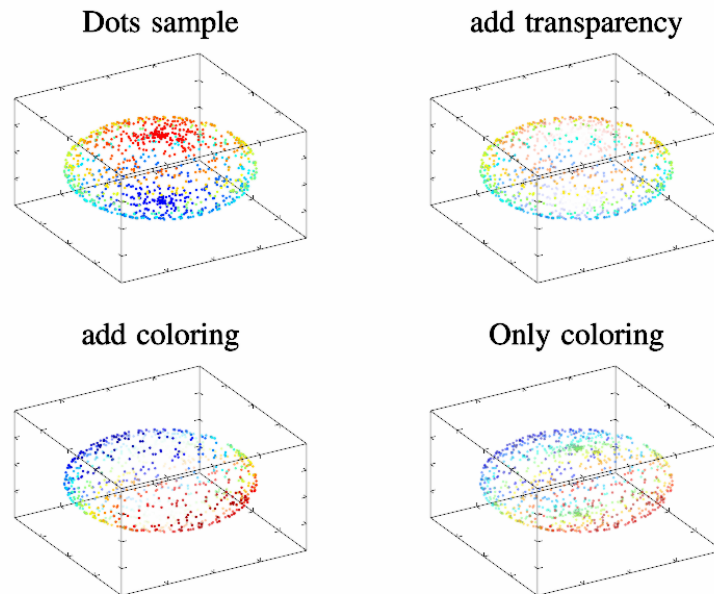 Dots sample
add transparency
add coloring
Only coloring